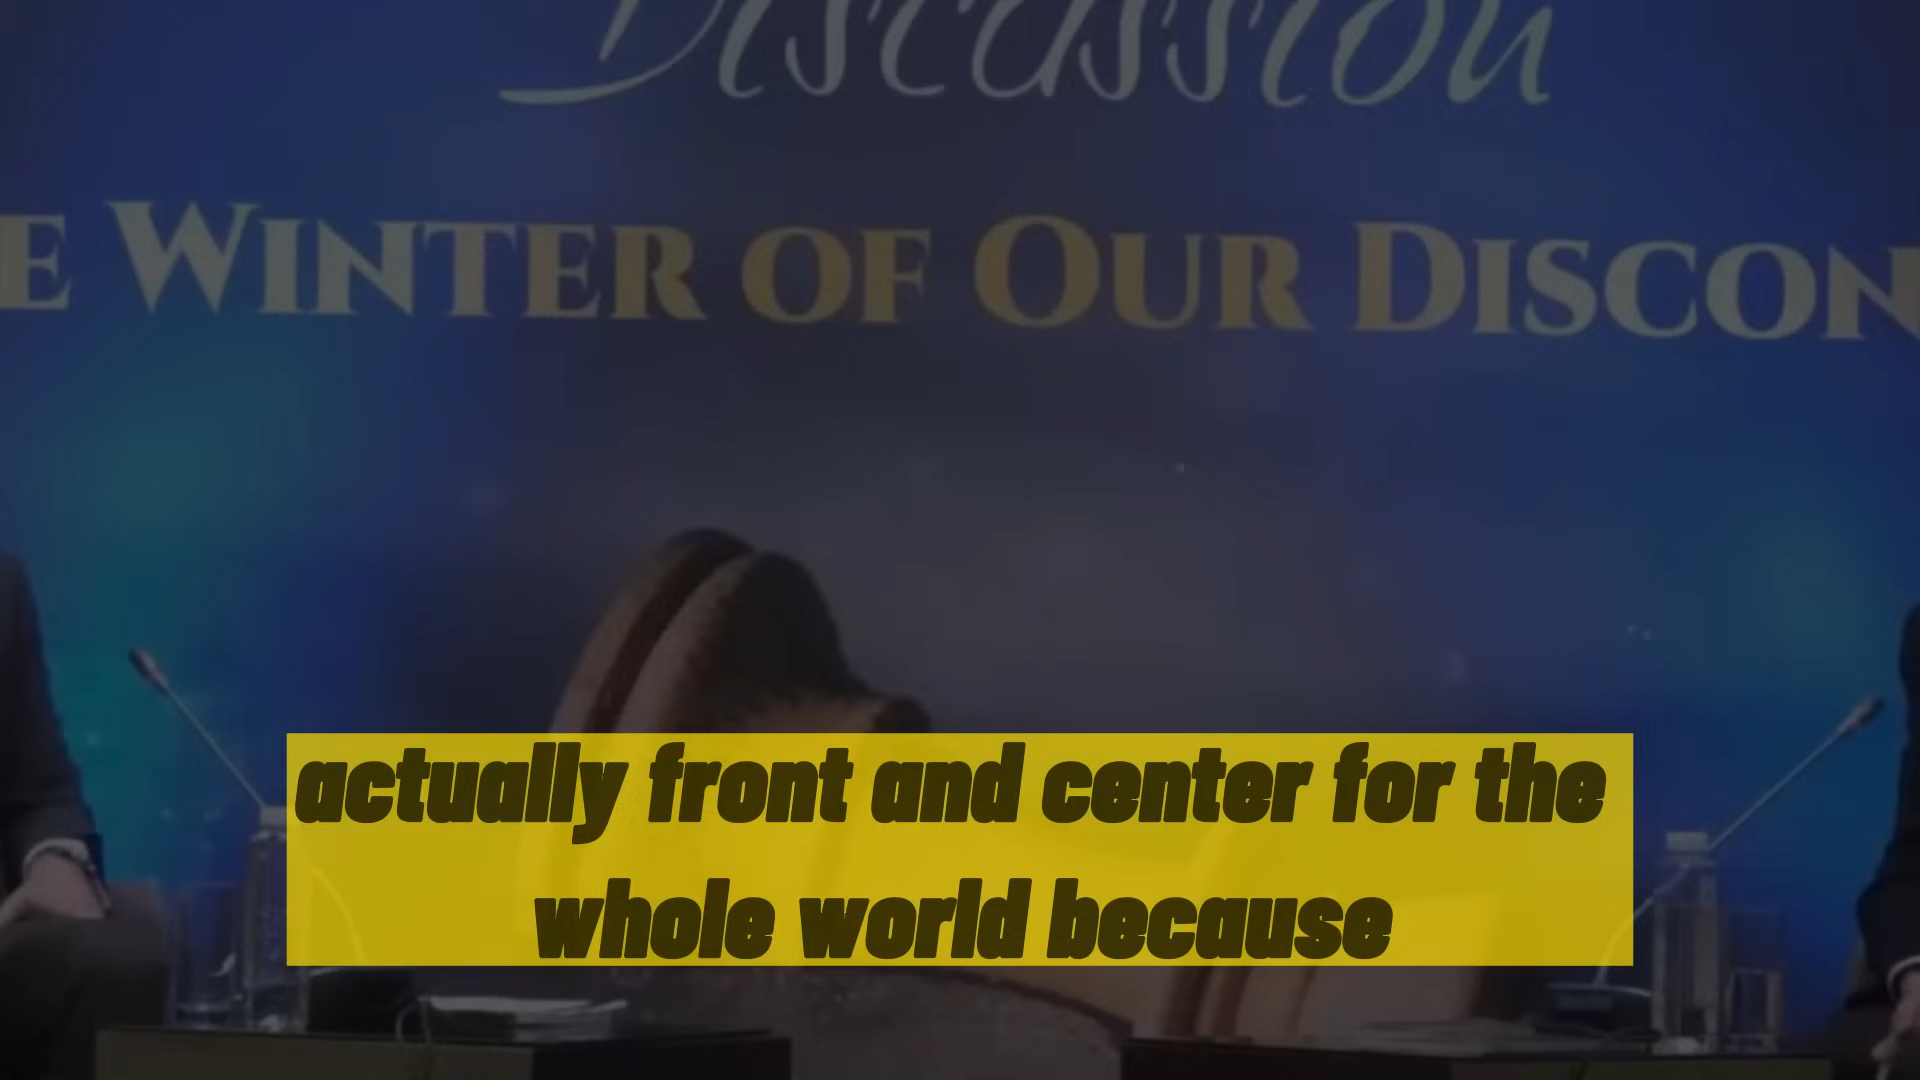 Discussion
E WINTER OF OUR DISCON
actually front and center for the
whole world because